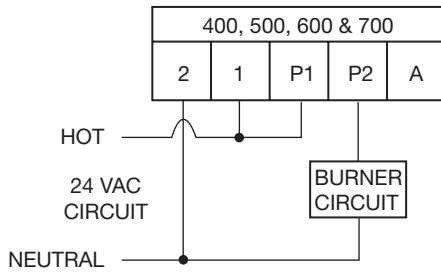 400, 500, 600 & 700
2 1 P1 P2 A
HOT
24 VAC
CIRCUIT
BURNER
CIRCUIT
NEUTRAL